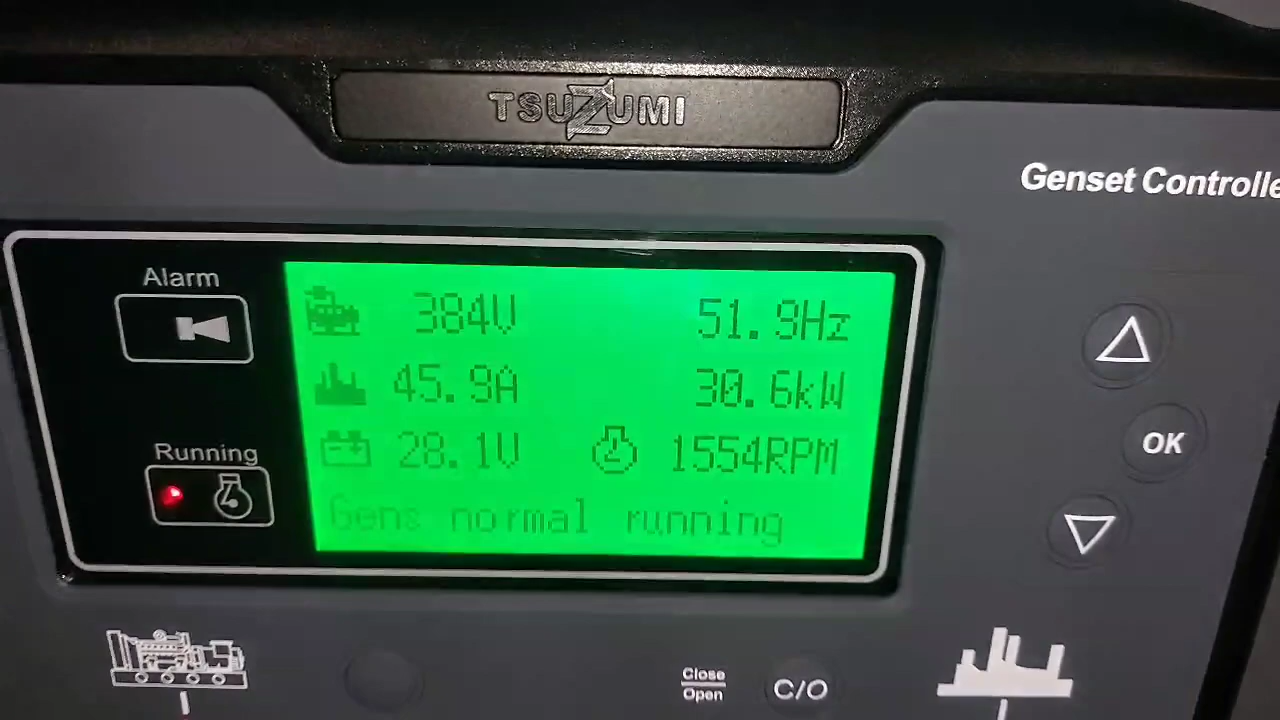 TSUZUMI
Genset Controlle
Alarm
384V 51.9Hz
45.9A 30.6kW
28.1V 1554RPM
Gens normal running
Running
OK
Close
Open
C/O